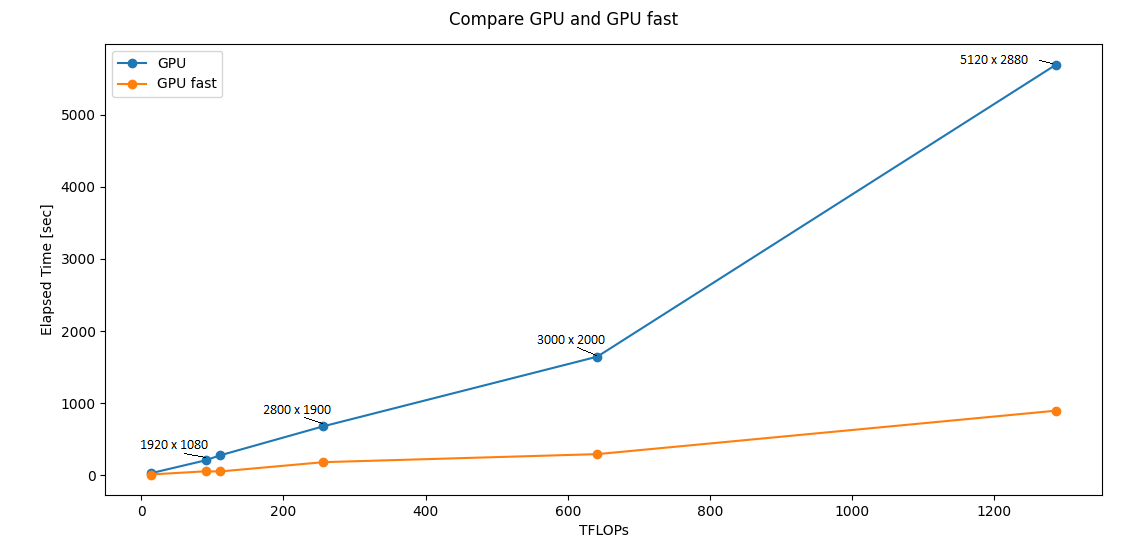 Compare GPU and GPU fast
GPU
GPU fast
5120 x 2880
3000 x 2000
2800 x 1900
1920 x 1080
Elapsed Time [sec]
5000
4000
3000
2000
1000
0
0 200 400 600 800 1000 1200
TFLOPs